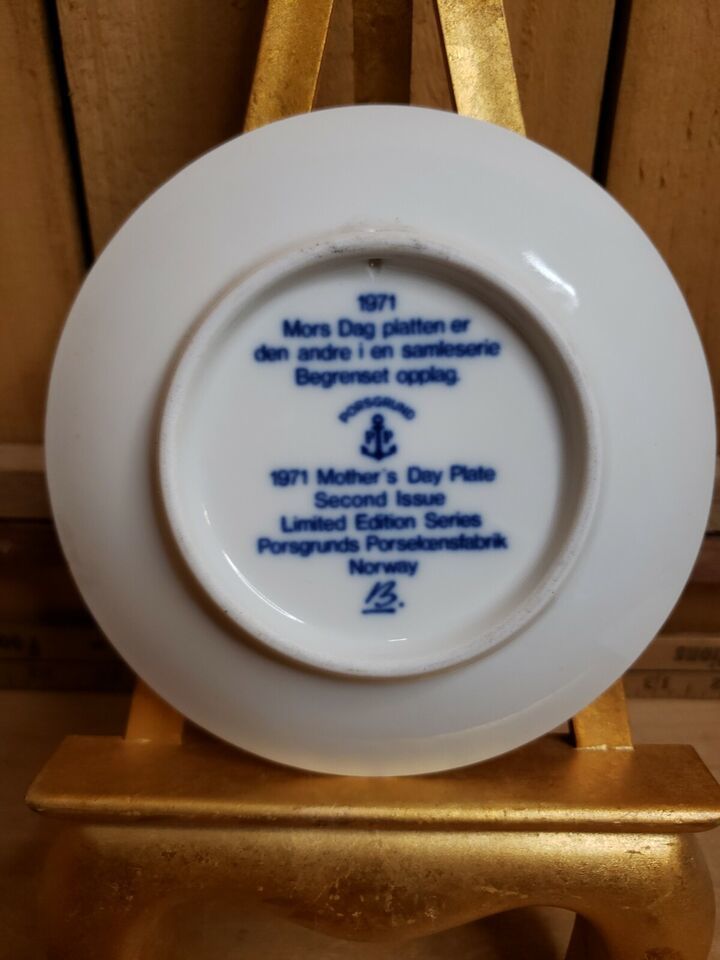 1971
Mors Dag platten er
den andre i en samleserie
Begrenset opplag.
PORSGRUND
P P
1971 Mother's Day Plate
Second Issue
Limited Edition Series
Porsgrunds Porselænsfabrik
Norway
B.